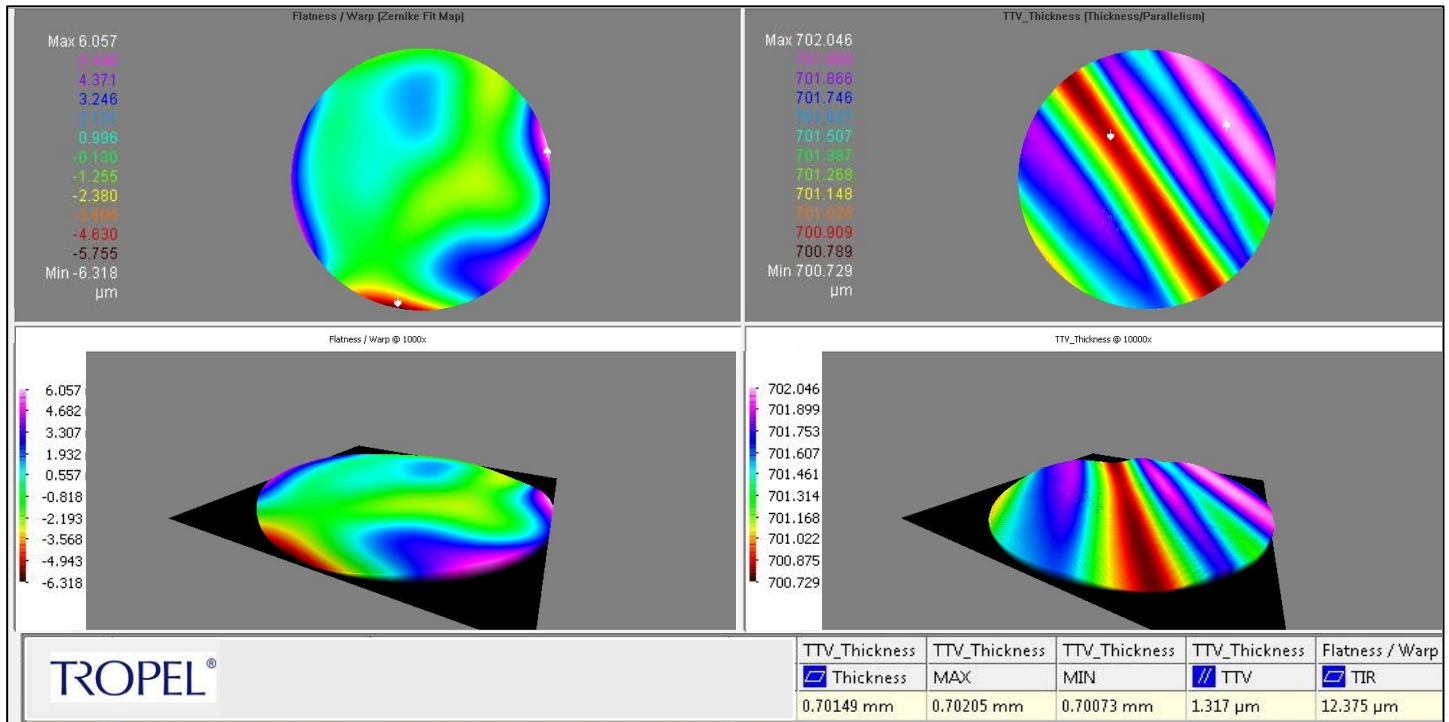 Flatness / Warp (Zernike Fit Map)
Max 6.057
4.371
3.246
0.996
-0.130
-1.255
-2.380
-4.630
-5.755
Min -6.318
µm
TTV_Thickness (Thickness/Parallelism)
Max 702.046
701.866
701.746
701.507
701.387
701.268
701.148
701.028
700.909
700.789
Min 700.729
µm
Flatness / Warp @ 1000x
6.057
4.682
3.307
1.932
0.557
-0.818
-2.193
-3.568
-4.943
-6.318
TTV_Thickness @ 10000x
702.046
701.899
701.753
701.607
701.461
701.314
701.168
701.022
700.875
700.729
TROPEL®
TTV_Thickness TTV_Thickness TTV_Thickness TTV_Thickness Flatness / Warp
Thickness MAX MIN TTV TIR
0.70149 mm 0.70205 mm 0.70073 mm 1.317 µm 12.375 µm